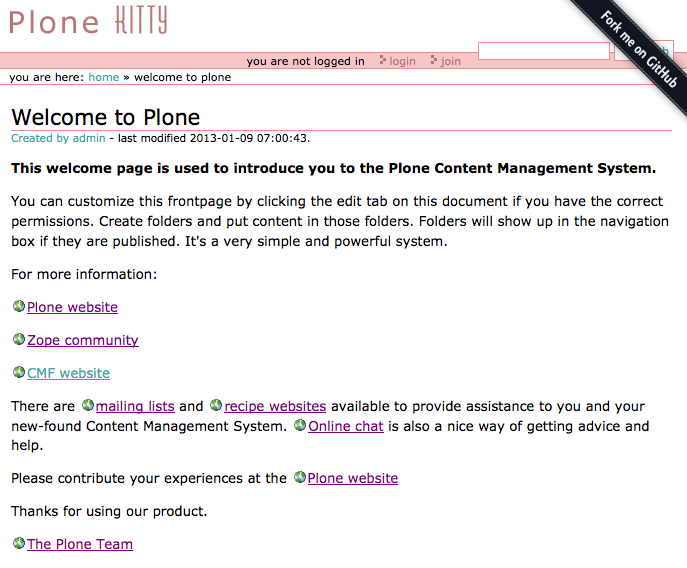 Plone KITTY
Fork me on GitHub
you are not logged in login join
you are here: home » welcome to plone
Welcome to Plone
Created by admin - last modified 2013-01-09 07:00:43.
This welcome page is used to introduce you to the Plone Content Management System.
You can customize this frontpage by clicking the edit tab on this document if you have the correct
permissions. Create folders and put content in those folders. Folders will show up in the navigation
box if they are published. It's a very simple and powerful system.
For more information:
Plone website
Zope community
CMF website
There are mailing lists and recipe websites available to provide assistance to you and your
new-found Content Management System. Online chat is also a nice way of getting advice and
help.
Please contribute your experiences at the Plone website
Thanks for using our product.
The Plone Team